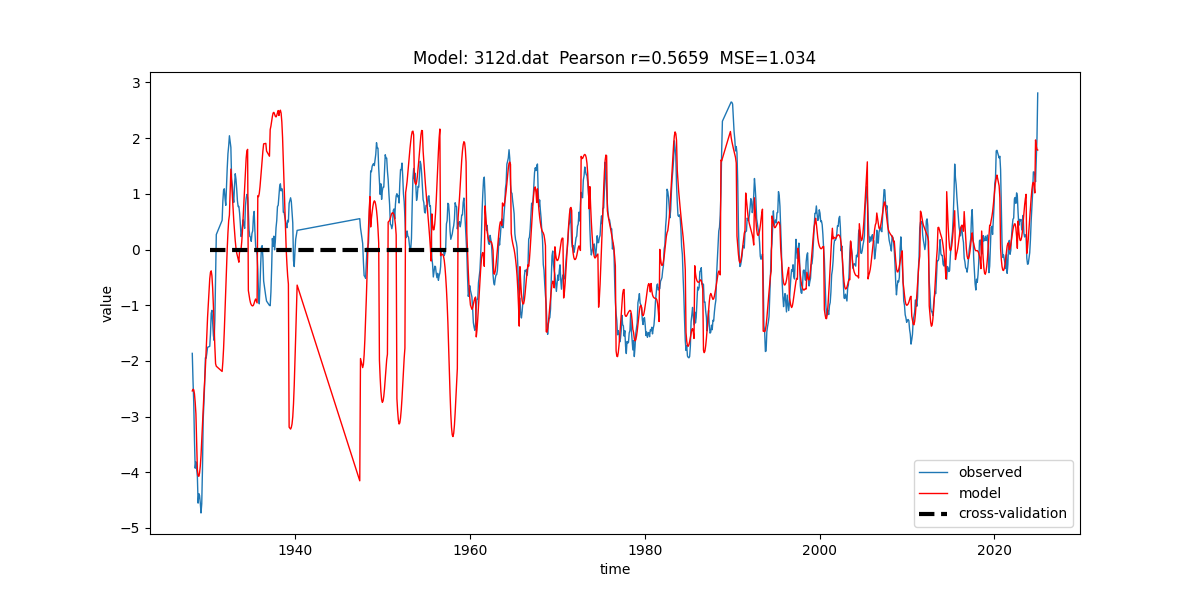 Model: 312d.dat  Pearson r=0.5659  MSE=1.034
3
2
1
0
−1
−2
−3
−4
−5
value
1940
1960
1980
2000
2020
time
observed
model
cross-validation